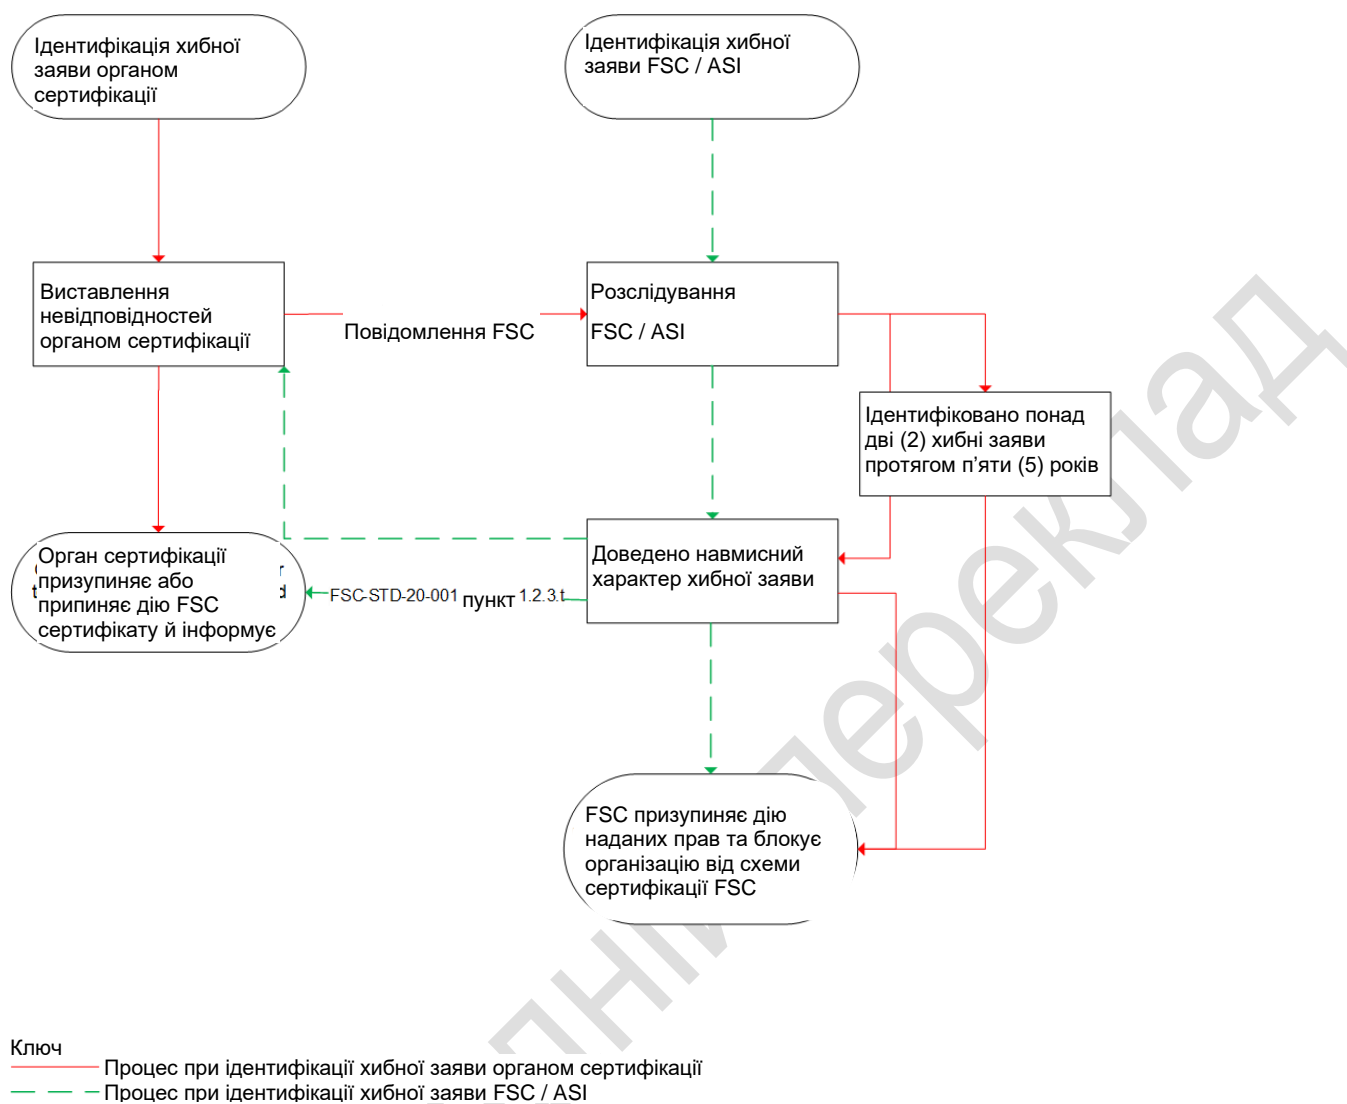 Ідентифікація хибної
заяви органом
сертифікації
Ідентифікація хибної
заяви FSC / ASI
Виставлення
невідповідностей
органом сертифікації
Повідомлення FSC
Розслідування
FSC / ASI
Ідентифіковано понад
дві (2) хибні заяви
протягом п’яти (5) років
Орган сертифікації
призупиняє або
припиняє дію FSC
сертифікату й інформує
FSC-STD-20-001 пункт 1.2.3.t
Доведено навмисний
характер хибної заяви
FSC призупиняє дію
наданих прав та блокує
організацію від схеми
сертифікації FSC
Ключ
Процес при ідентифікації хибної заяви органом сертифікації
Процес при ідентифікації хибної заяви FSC / ASI
переклад